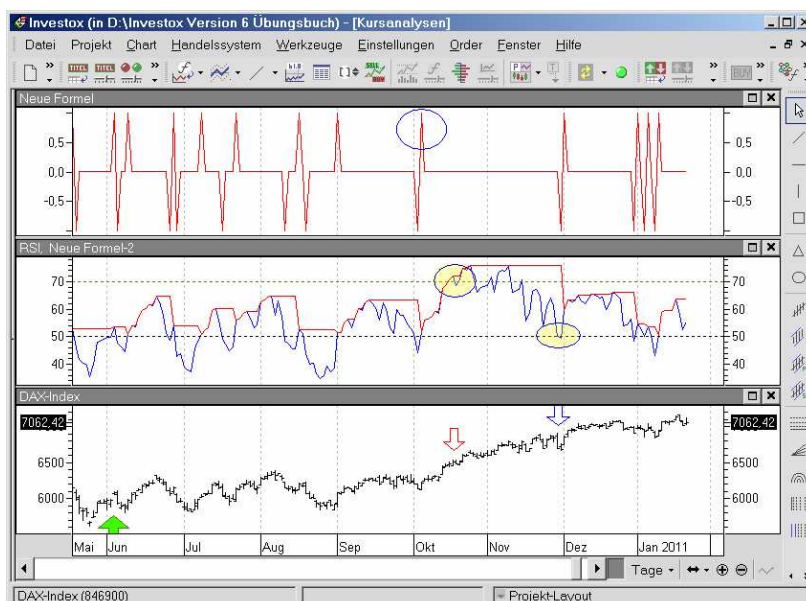 Investox (in D:\Investox Version 6 Übungsbuch) - [Kursanalysen]
Datei Projekt Chart Handelssystem Werkzeuge Einstellungen Order Fenster Hilfe
Neue Formel
0,5 0,5
0,0 0,0
-0,5 -0,5
RSI, Neue Formel-2
70 70
60 60
50 50
40 40
DAX-Index
7062,42 7062,42
6500 6500
6000 6000
Mai Jun Jul Aug Sep Okt Nov Dez Jan 2011
Tage
DAX-Index (846900) Projekt-Layout